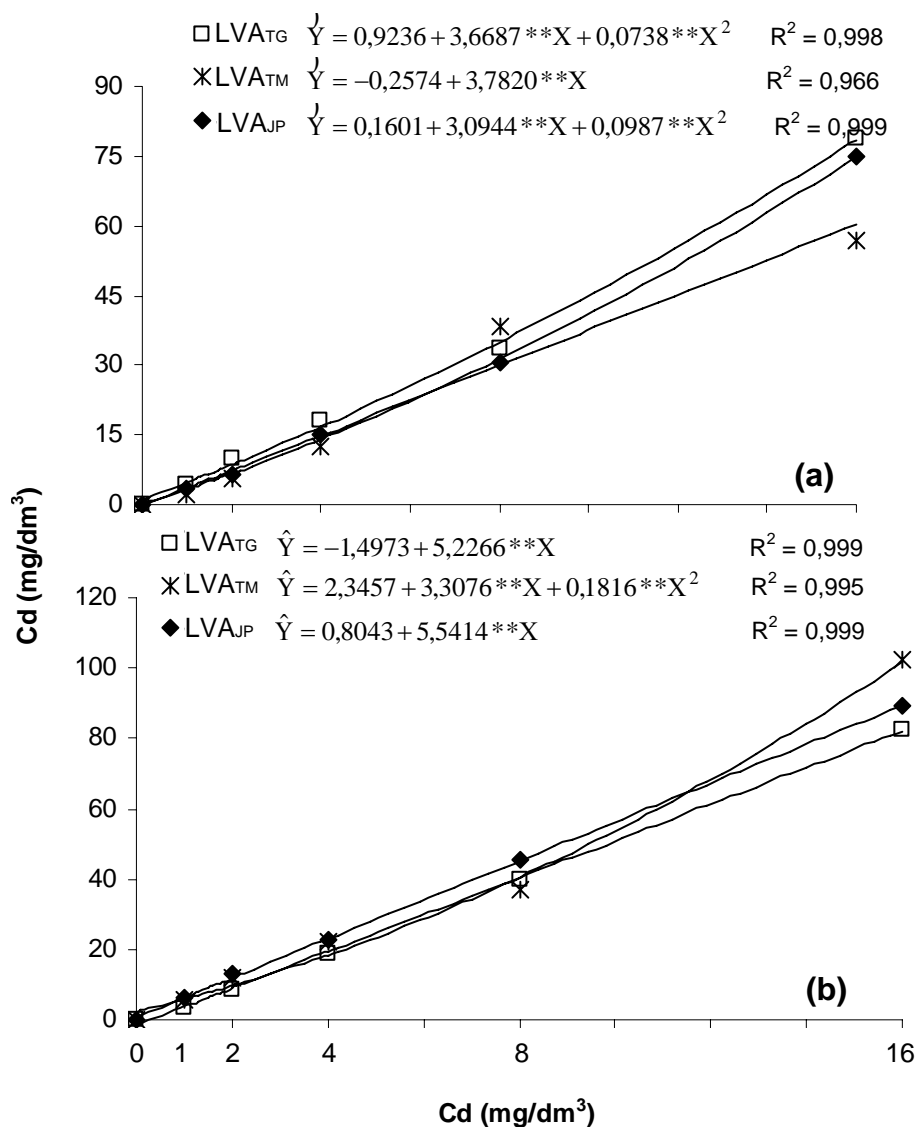 LVATG Ŷ = 0,9236 + 3,6687 **X + 0,0738 **X² R² = 0,998
LVATM Ŷ = −0,2574 + 3,7820 **X R² = 0,966
LVAJP Ŷ = 0,1601 + 3,0944 **X + 0,0987 **X² R² = 0,999
90
75
60
45
30
15
0
(a)
Cd (mg/dm³)
LVATG Ŷ = −1,4973 + 5,2266 **X R² = 0,999
LVATM Ŷ = 2,3457 + 3,3076 **X + 0,1816 **X² R² = 0,995
LVAJP Ŷ = 0,8043 + 5,5414 **X R² = 0,999
120
100
80
60
40
20
0
(b)
0 1 2 4 8 16
Cd (mg/dm³)